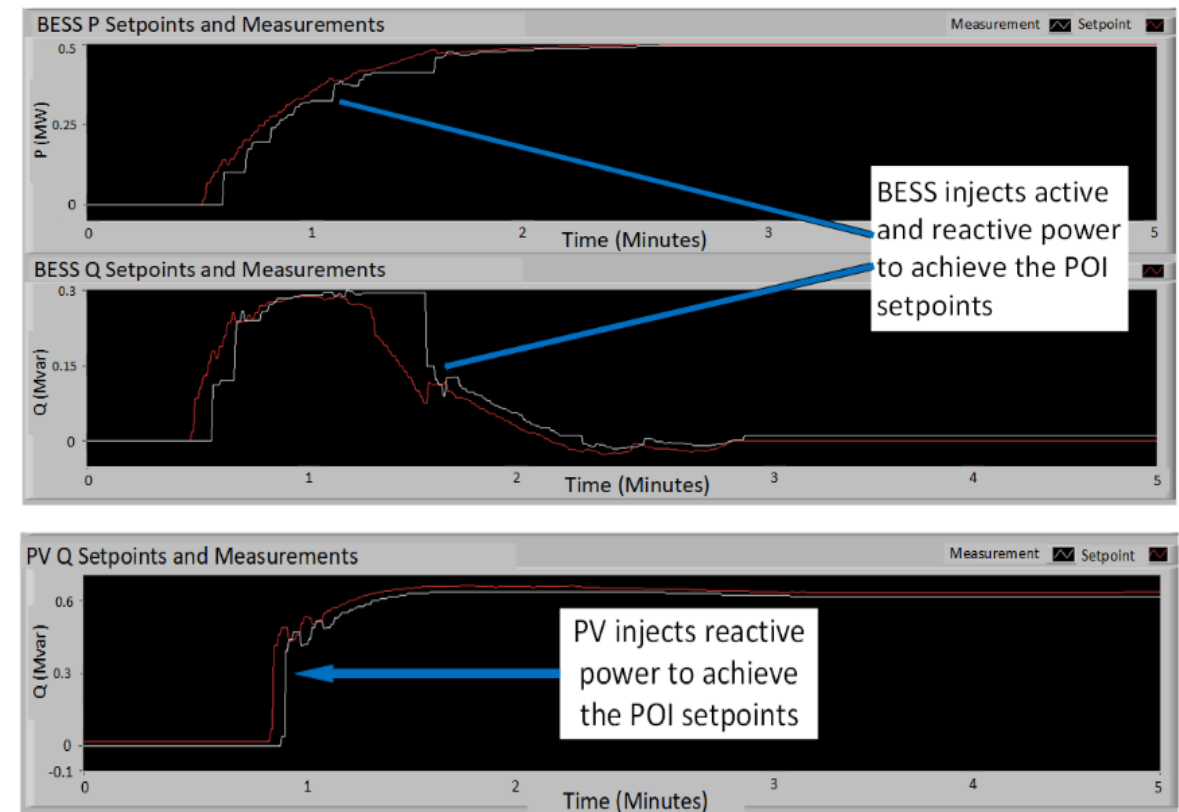 BESS P Setpoints and Measurements
Measurement Setpoint
0.5
0.25
0
P (MW)
0 1 2 3 5
Time (Minutes)
BESS injects active
and reactive power
to achieve the POI
setpoints
BESS Q Setpoints and Measurements
0.3
0.15
0
Q (Mvar)
0 1 2 3 4 5
Time (Minutes)
PV Q Setpoints and Measurements
Measurement Setpoint
0.6
0.3
0
-0.1
Q (Mvar)
PV injects reactive
power to achieve
the POI setpoints
0 1 2 3 4 5
Time (Minutes)